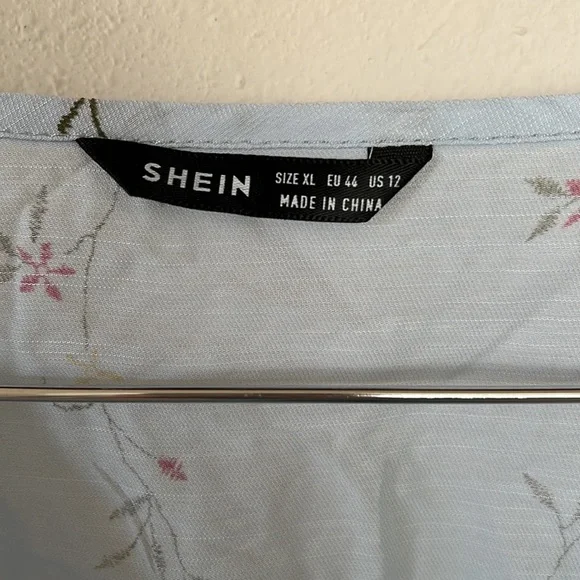 SHEIN SIZE XL EU 44 US 12
MADE IN CHINA